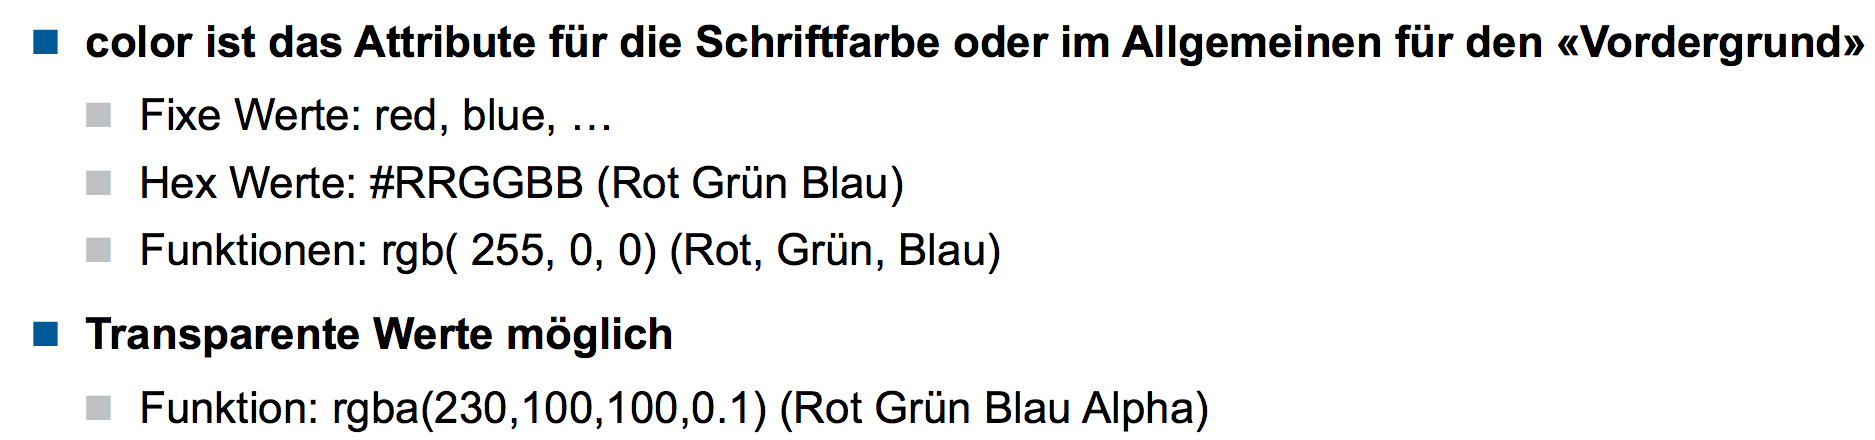 color ist das Attribute für die Schriftfarbe oder im Allgemeinen für den «Vordergrund»
Fixe Werte: red, blue, …
Hex Werte: #RRGGBB (Rot Grün Blau)
Funktionen: rgb( 255, 0, 0) (Rot, Grün, Blau)
Transparente Werte möglich
Funktion: rgba(230,100,100,0.1) (Rot Grün Blau Alpha)